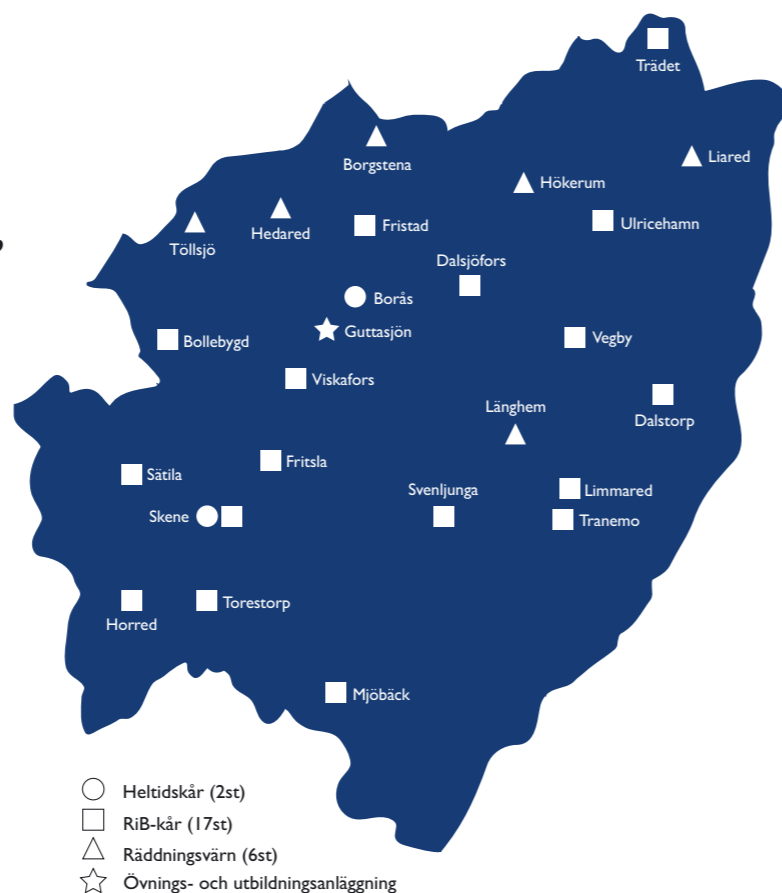 Trädet
Liared
Borgstena
Hökerum
Hedared
Fristad
Ulricehamn
Töllsjö
Dalsjöfors
Borås
Guttasjön
Vegby
Bollebygd
Viskafors
Länghem
Dalstorp
Fritsla
Sätila
Svenljunga
Limmared
Skene
Tranemo
Horred
Torestorp
Mjöbäck
Heltidskår (2st)
RiB-kår (17st)
Räddningsvärn (6st)
Övnings- och utbildningsanläggning